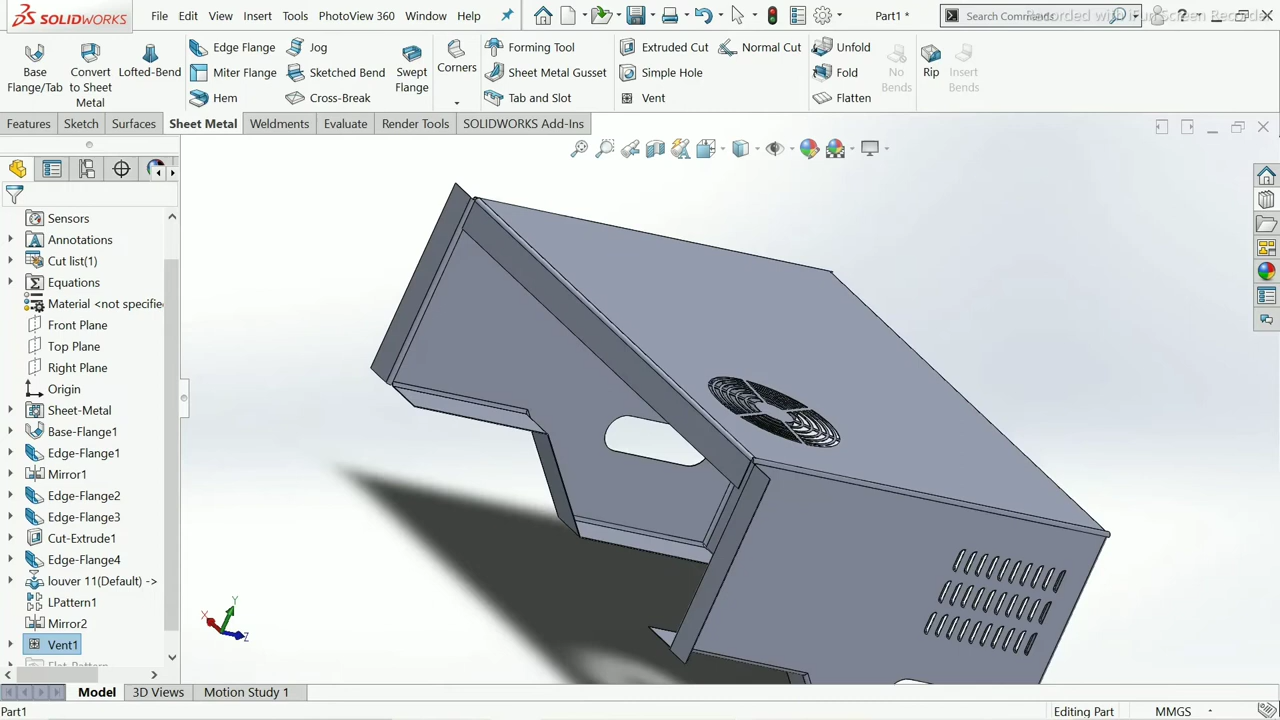 SOLIDWORKS
File Edit View Insert Tools PhotoView 360 Window Help
Part1 *
Search Commands
Recorded with iTop Screen Recorder
Base Flange/Tab
Convert to Sheet Metal
Lofted-Bend
Edge Flange
Miter Flange
Hem
Jog
Sketched Bend
Cross-Break
Swept Flange
Corners
Forming Tool
Sheet Metal Gusset
Tab and Slot
Extruded Cut
Simple Hole
Vent
Normal Cut
Unfold
Fold
Flatten
No Bends
Rip
Insert Bends
Features Sketch Surfaces Sheet Metal Weldments Evaluate Render Tools SOLIDWORKS Add-Ins
Sensors
Annotations
Cut list(1)
Equations
Material <not specifie
Front Plane
Top Plane
Right Plane
Origin
Sheet-Metal
Base-Flange1
Edge-Flange1
Mirror1
Edge-Flange2
Edge-Flange3
Cut-Extrude1
Edge-Flange4
louver 11(Default) ->
LPattern1
Mirror2
Vent1
Y
X
Z
Model 3D Views Motion Study 1
Part1
Editing Part
MMGS